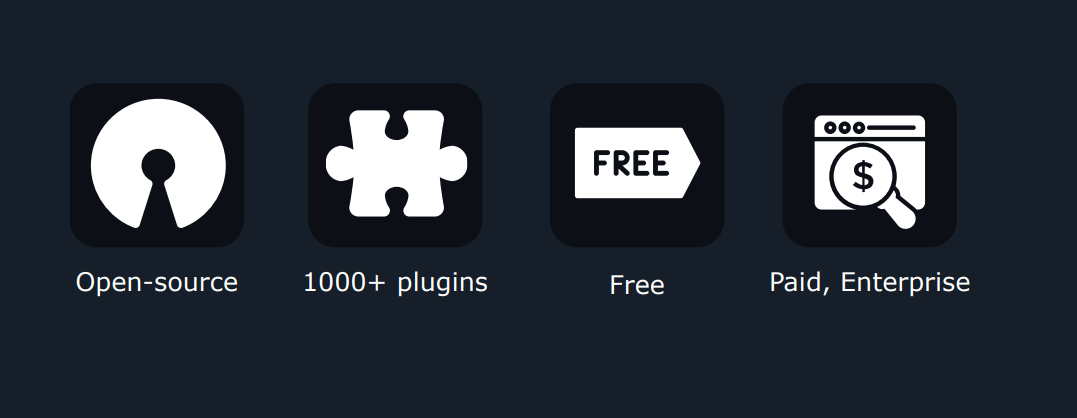 FREE
$
Open-source
1000+ plugins
Free
Paid, Enterprise